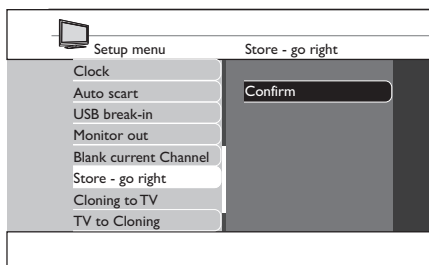 Setup menu
Store - go right
Clock
Auto scart
Confirm
USB break-in
Monitor out
Blank current Channel
Store - go right
Cloning to TV
TV to Cloning